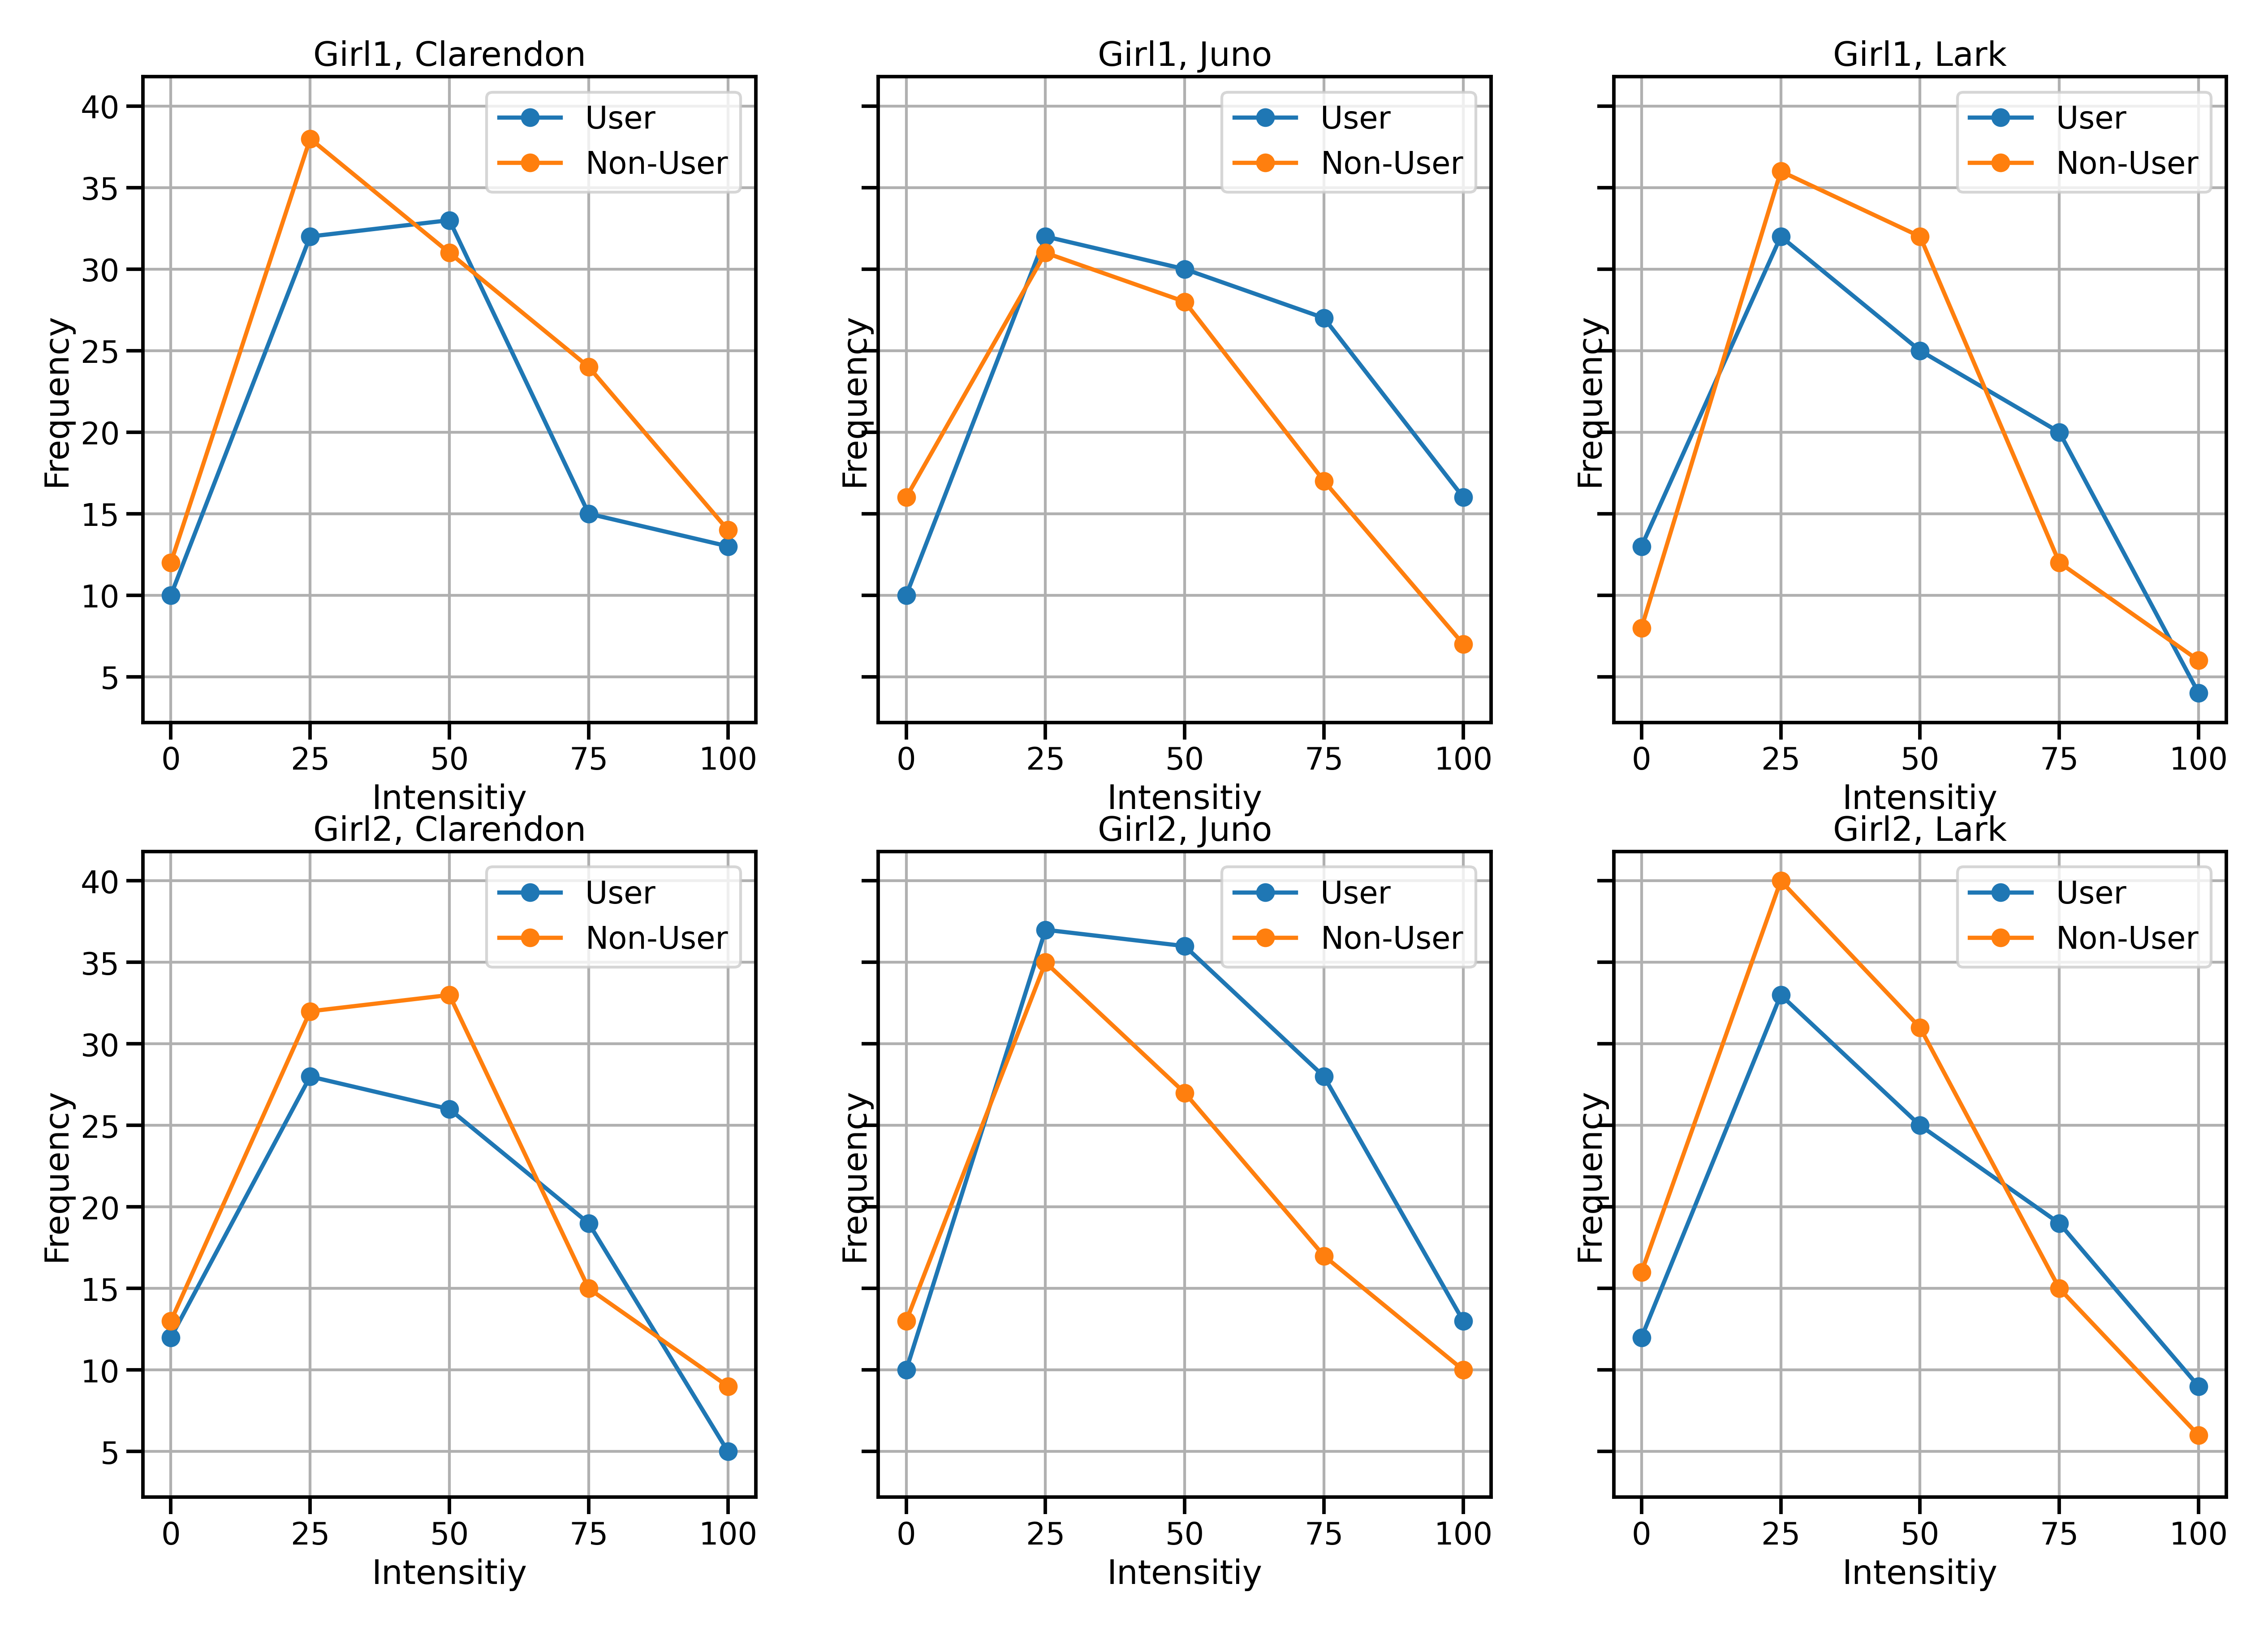 Girl1, Clarendon
Frequency
40
35
30
25
20
15
10
5
User
Non-User
0 25 50 75 100
Intensitiy
Girl1, Juno
Frequency
User
Non-User
0 25 50 75 100
Intensitiy
Girl1, Lark
Frequency
User
Non-User
0 25 50 75 100
Intensitiy
Girl2, Clarendon
Frequency
40
35
30
25
20
15
10
5
User
Non-User
0 25 50 75 100
Intensitiy
Girl2, Juno
Frequency
User
Non-User
0 25 50 75 100
Intensitiy
Girl2, Lark
Frequency
User
Non-User
0 25 50 75 100
Intensitiy